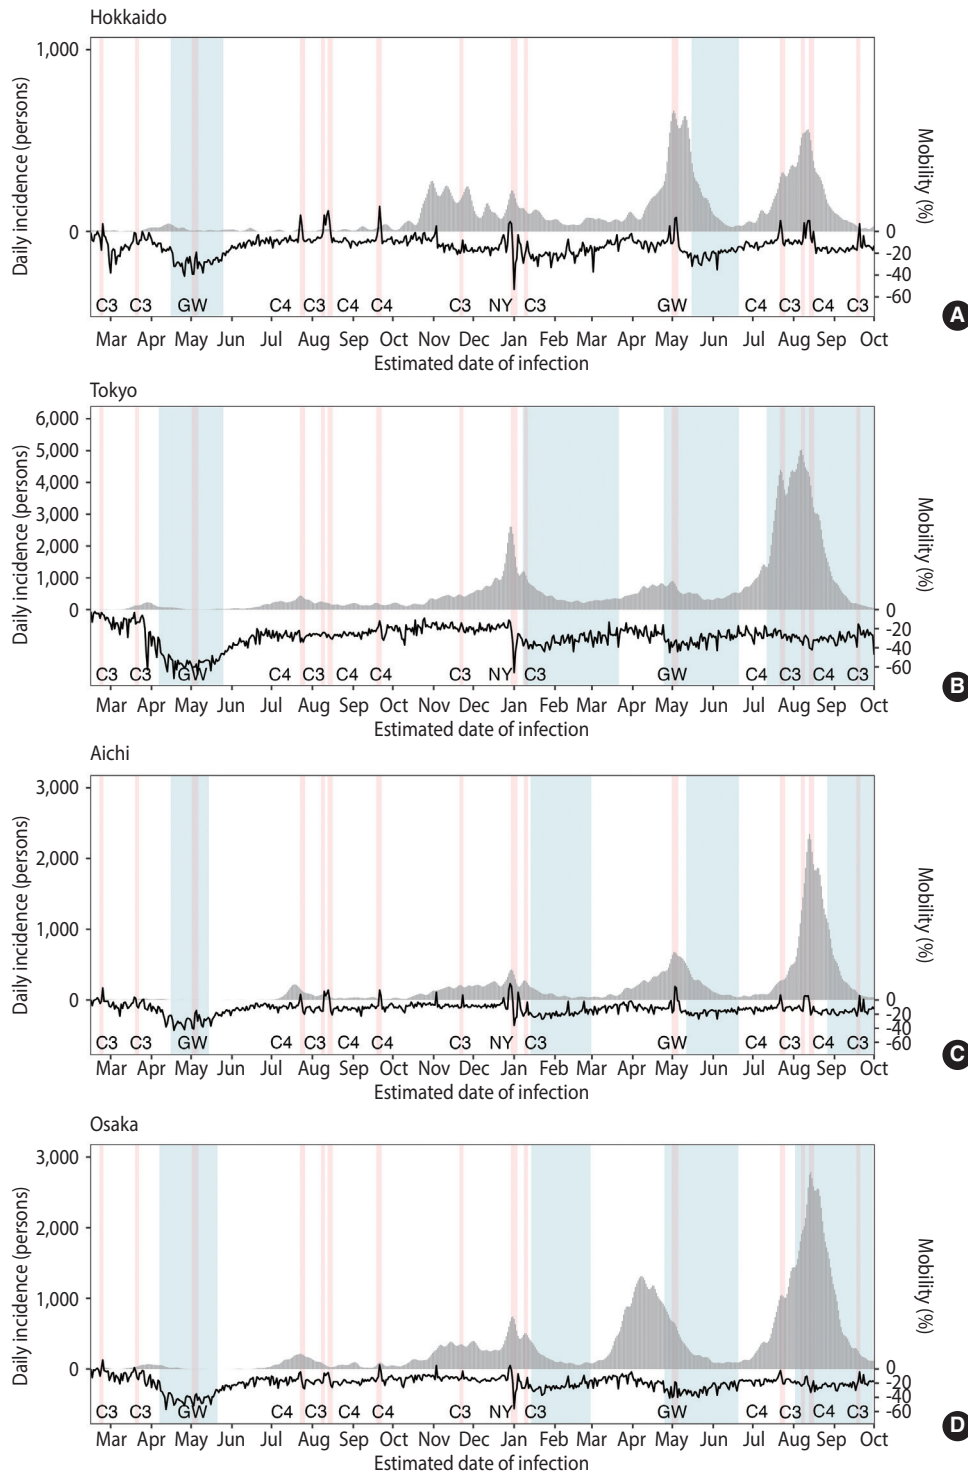 Hokkaido
1,000
0
Daily incidence (persons)
0
-20
-40
-60
Mobility (%)
C3 C3 GW C4 C3 C4 C4 C3 NY C3 GW C4 C3 C4 C3
Mar Apr May Jun Jul Aug Sep Oct Nov Dec Jan Feb Mar Apr May Jun Jul Aug Sep Oct
Estimated date of infection
A
Tokyo
6,000
5,000
4,000
3,000
2,000
1,000
0
Daily incidence (persons)
0
-20
-40
-60
Mobility (%)
C3 C3 GW C4 C3 C4 C4 C3 NY C3 GW C4 C3 C4 C3
Mar Apr May Jun Jul Aug Sep Oct Nov Dec Jan Feb Mar Apr May Jun Jul Aug Sep Oct
Estimated date of infection
B
Aichi
3,000
2,000
1,000
0
Daily incidence (persons)
0
-20
-40
-60
Mobility (%)
C3 C3 GW C4 C3 C4 C4 C3 NY C3 GW C4 C3 C4 C3
Mar Apr May Jun Jul Aug Sep Oct Nov Dec Jan Feb Mar Apr May Jun Jul Aug Sep Oct
Estimated date of infection
C
Osaka
3,000
2,000
1,000
0
Daily incidence (persons)
0
-20
-40
-60
Mobility (%)
C3 C3 GW C4 C3 C4 C4 C3 NY C3 GW C4 C3 C4 C3
Mar Apr May Jun Jul Aug Sep Oct Nov Dec Jan Feb Mar Apr May Jun Jul Aug Sep Oct
Estimated date of infection
D